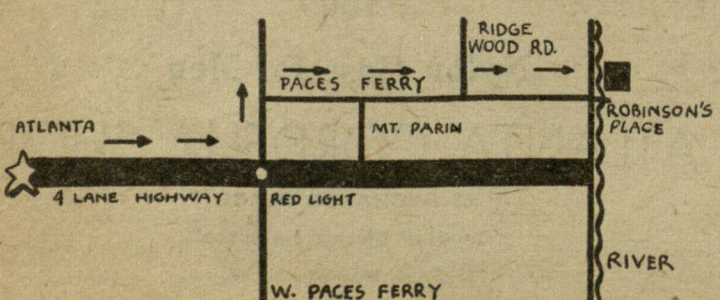 RIDGE
WOOD RD.
PACES FERRY
ROBINSON'S
PLACE
ATLANTA
MT. PARIN
4 LANE HIGHWAY
RED LIGHT
RIVER
W. PACES FERRY